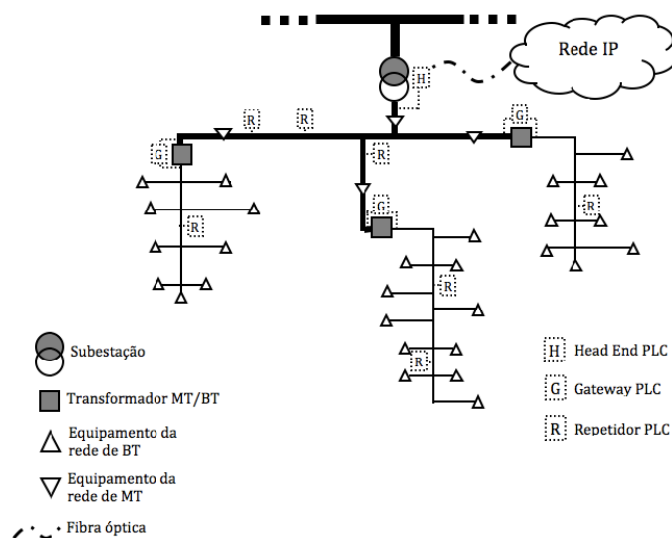 Rede IP
H
R
R
G
G
R
G
R
R
R
R
Subestação
Transformador MT/BT
Equipamento da
rede de BT
Equipamento da
rede de MT
Fibra óptica
H Head End PLC
G Gateway PLC
R Repetidor PLC